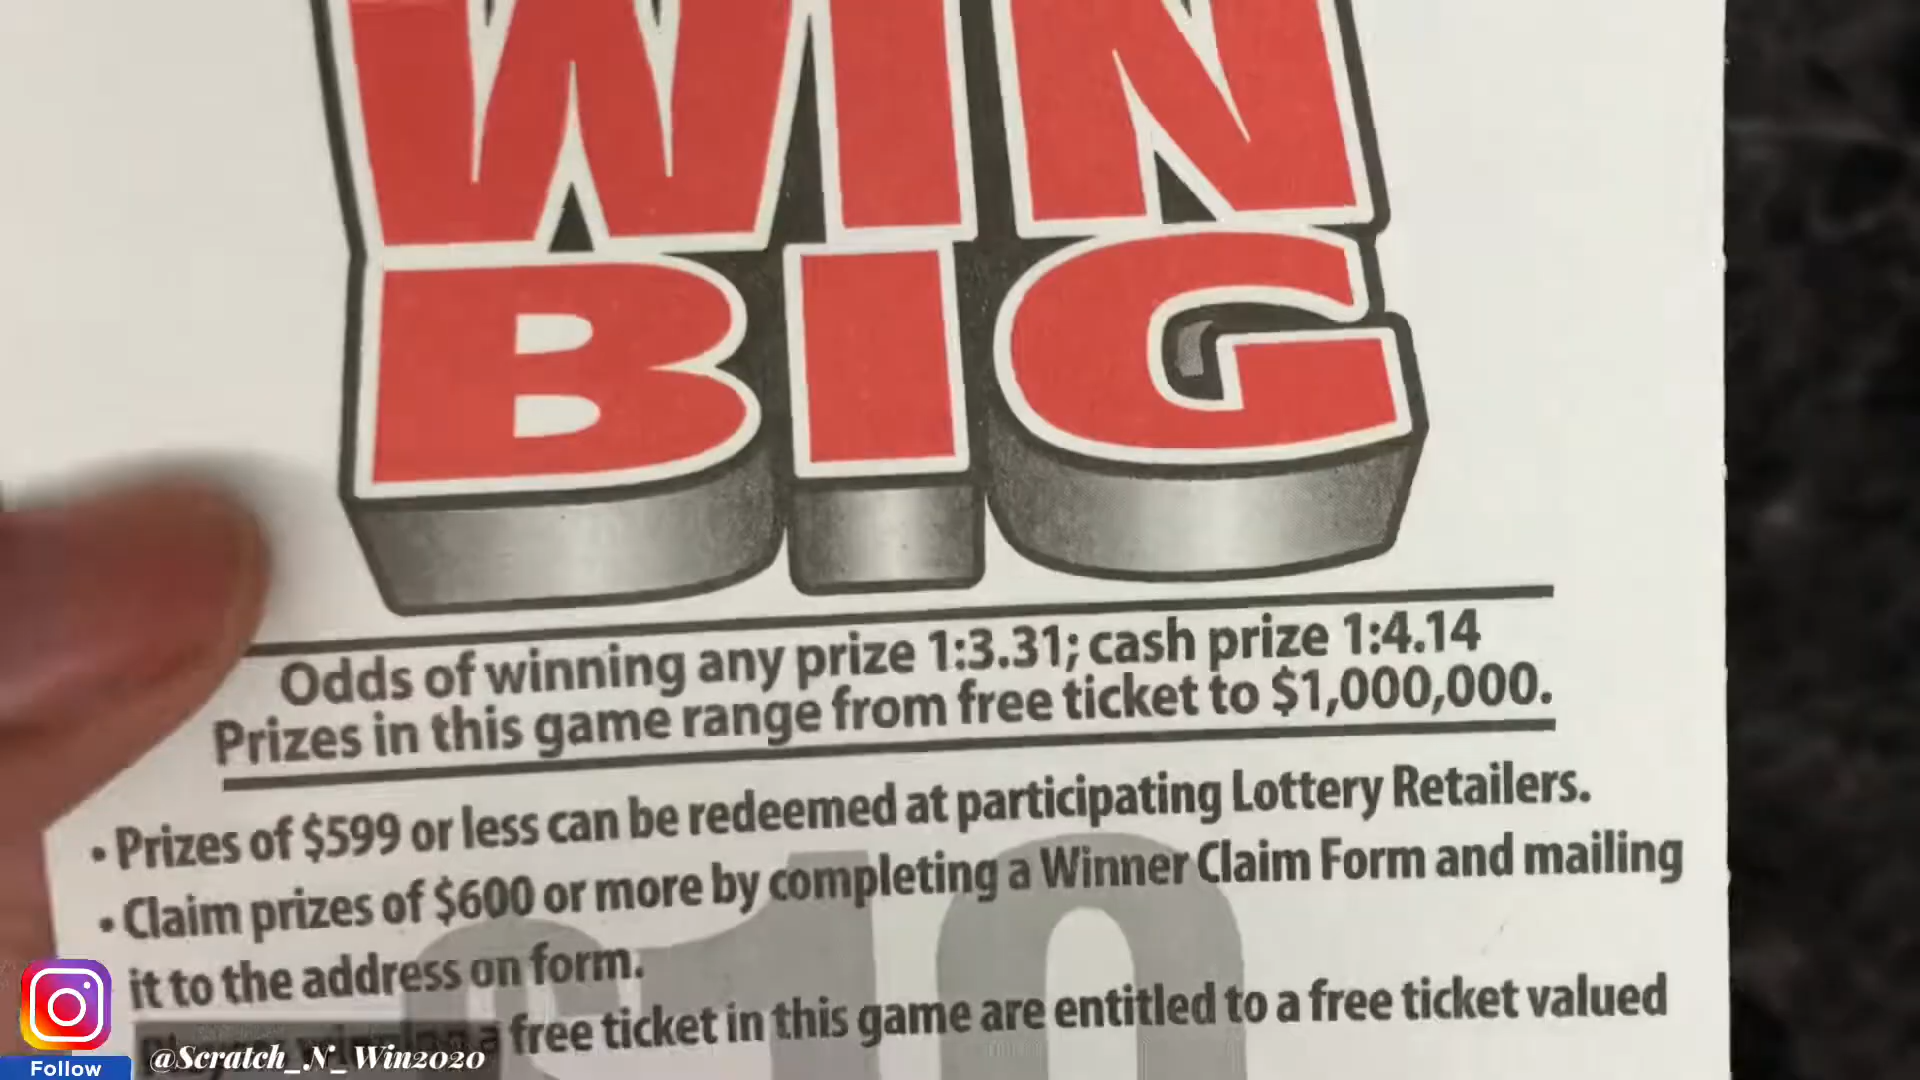 WIN
BIG
Odds of winning any prize 1:3.31; cash prize 1:4.14
Prizes in this game range from free ticket to $1,000,000.
• Prizes of $599 or less can be redeemed at participating Lottery Retailers.
• Claim prizes of $600 or more by completing a Winner Claim Form and mailing
it to the address on form.
a free ticket in this game are entitled to a free ticket valued
$10
@Scratch_N_Win2020
Follow